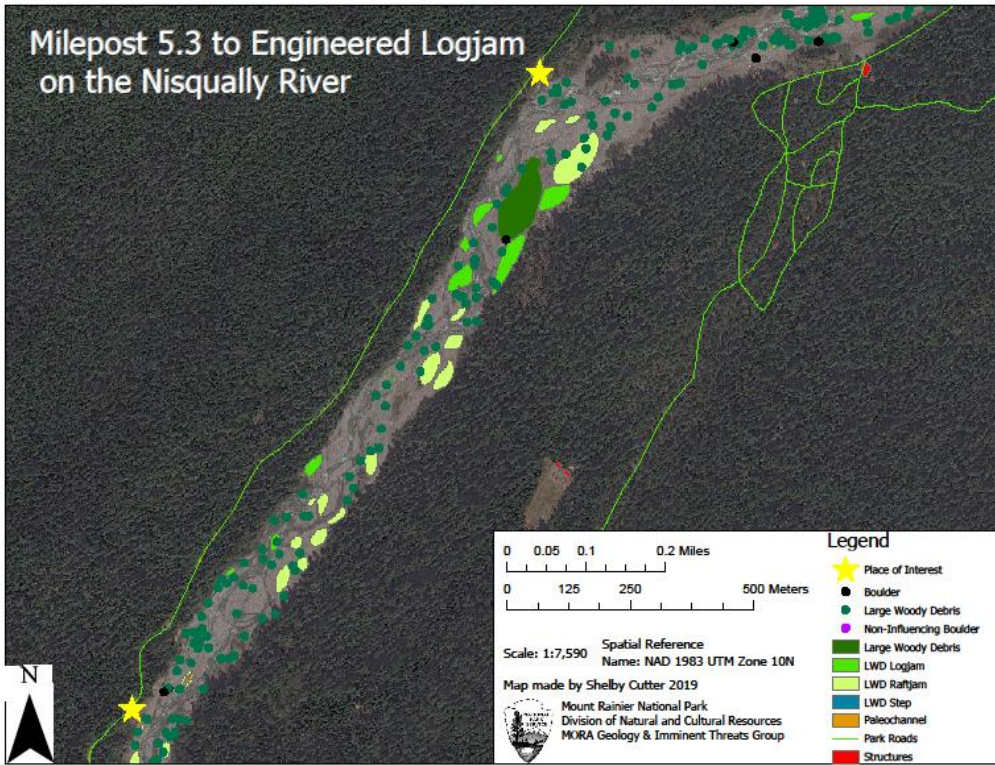 Milepost 5.3 to Engineered Logjam
on the Nisqually River
0 0.05 0.1 0.2 Miles
0 125 250 500 Meters
Scale: 1:7,590
Spatial Reference
Name: NAD 1983 UTM Zone 10N
Map made by Shelby Cutter 2019
Mount Rainier National Park
Division of Natural and Cultural Resources
MORA Geology & Imminent Threats Group
Legend
Place of Interest
Boulder
Large Woody Debris
Non-Influencing Boulder
Large Woody Debris
LWD Logjam
LWD Raftjam
LWD Step
Paleochannel
Park Roads
Structures
N